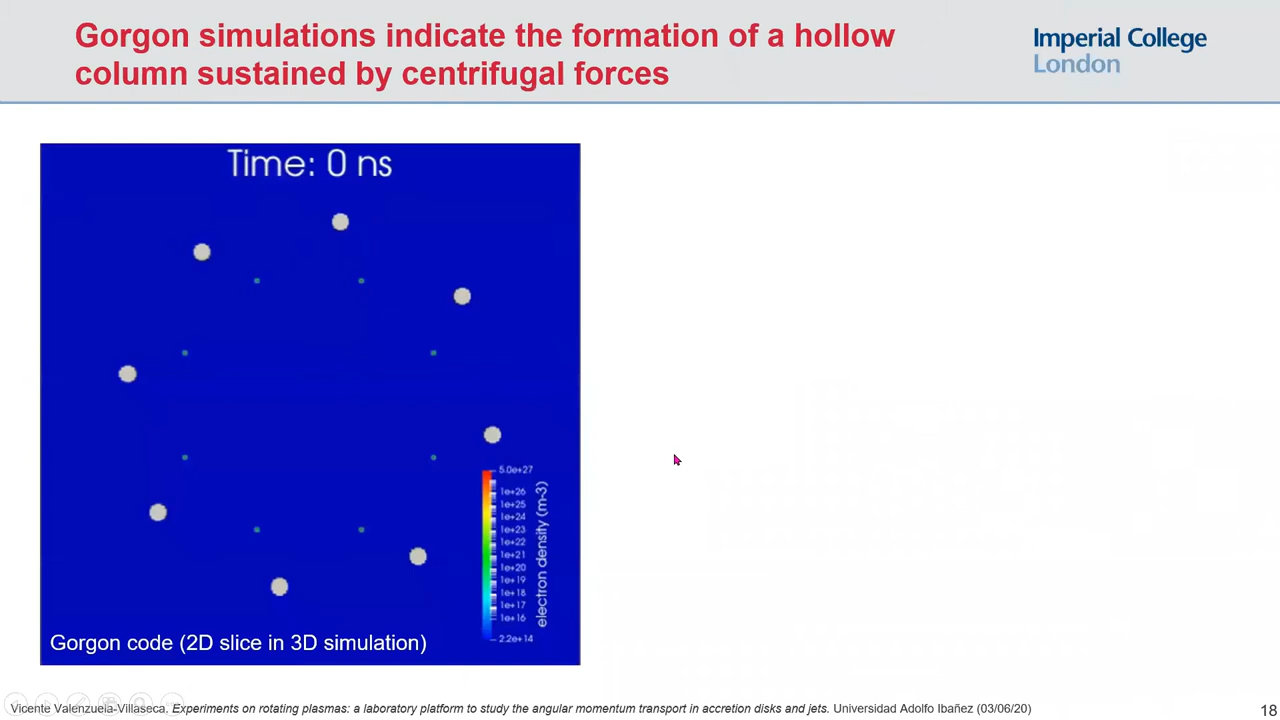 Gorgon simulations indicate the formation of a hollow
column sustained by centrifugal forces
Imperial College
London
Time: 0 ns
5.0e+27
1e+26
1e+25
1e+24
1e+23
1e+22
1e+21
1e+20
1e+19
1e+18
1e+17
1e+16
2.2e+14
electron density (m-3)
Gorgon code (2D slice in 3D simulation)
Vicente Valenzuela-Villaseca. Experiments on rotating plasmas: a laboratory platform to study the angular momentum transport in accretion disks and jets. Universidad Adolfo Ibañez (03/06/20)
18